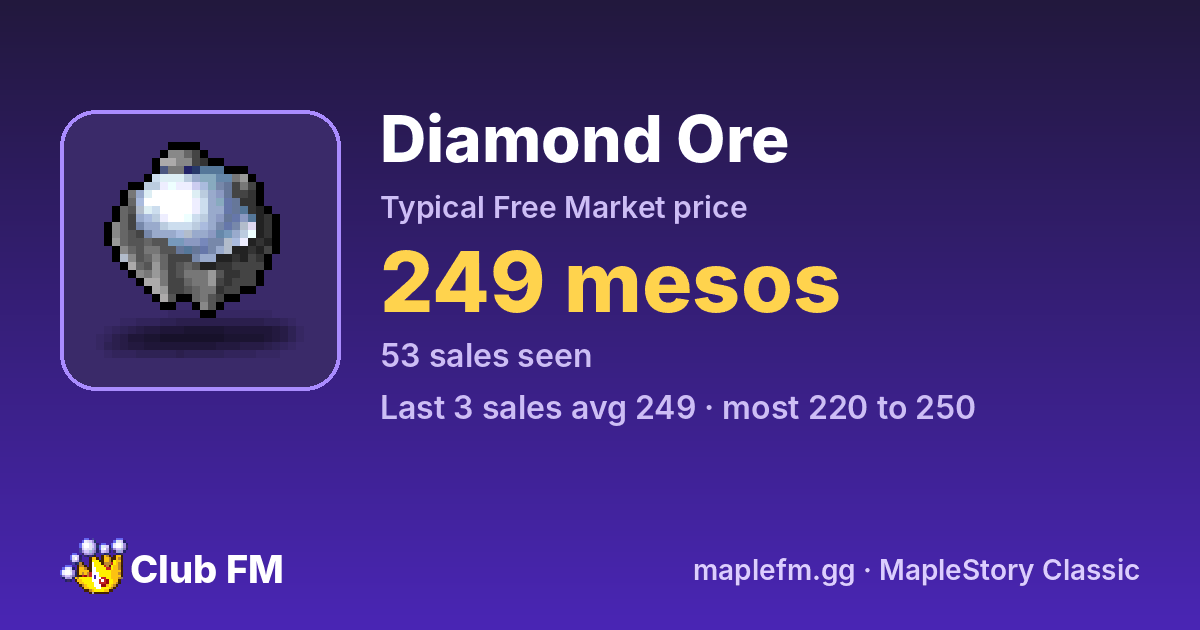 Diamond Ore
Typical Free Market price
249 mesos
53 sales seen
Last 3 sales avg 249 · most 220 to 250
Club FM
maplefm.gg · MapleStory Classic